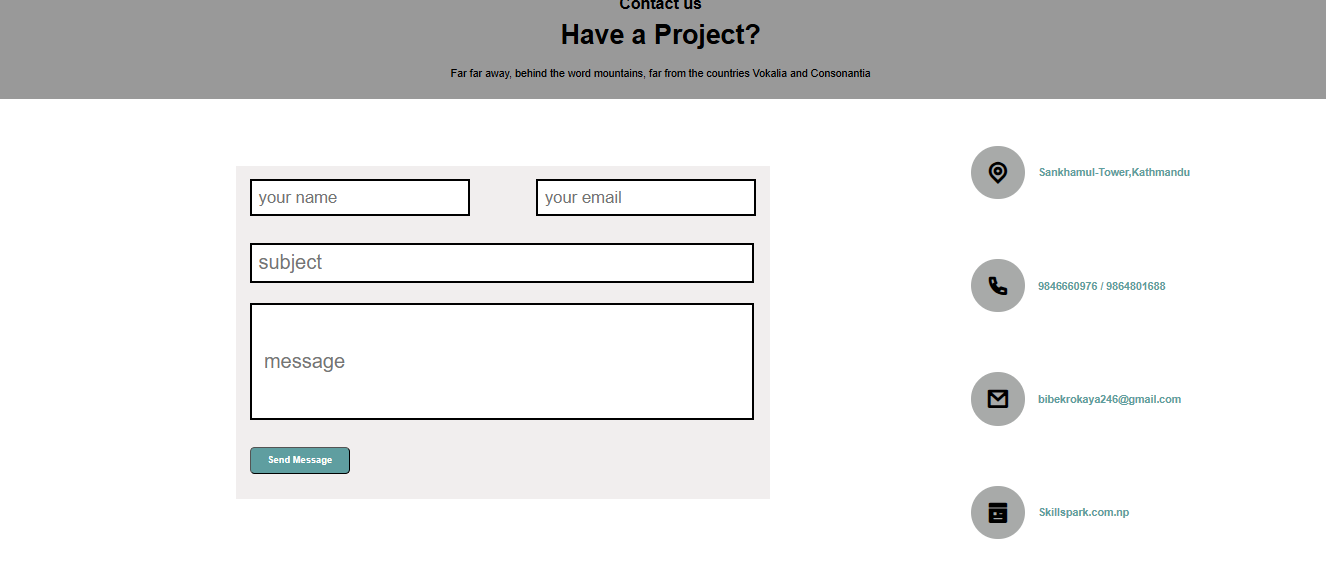 Contact us
Have a Project?
Far far away, behind the word mountains, far from the countries Vokalia and Consonantia
your name
your email
subject
message
Send Message
Sankhamul-Tower,Kathmandu
9846660976 / 9864801688
bibekrokaya246@gmail.com
Skillspark.com.np